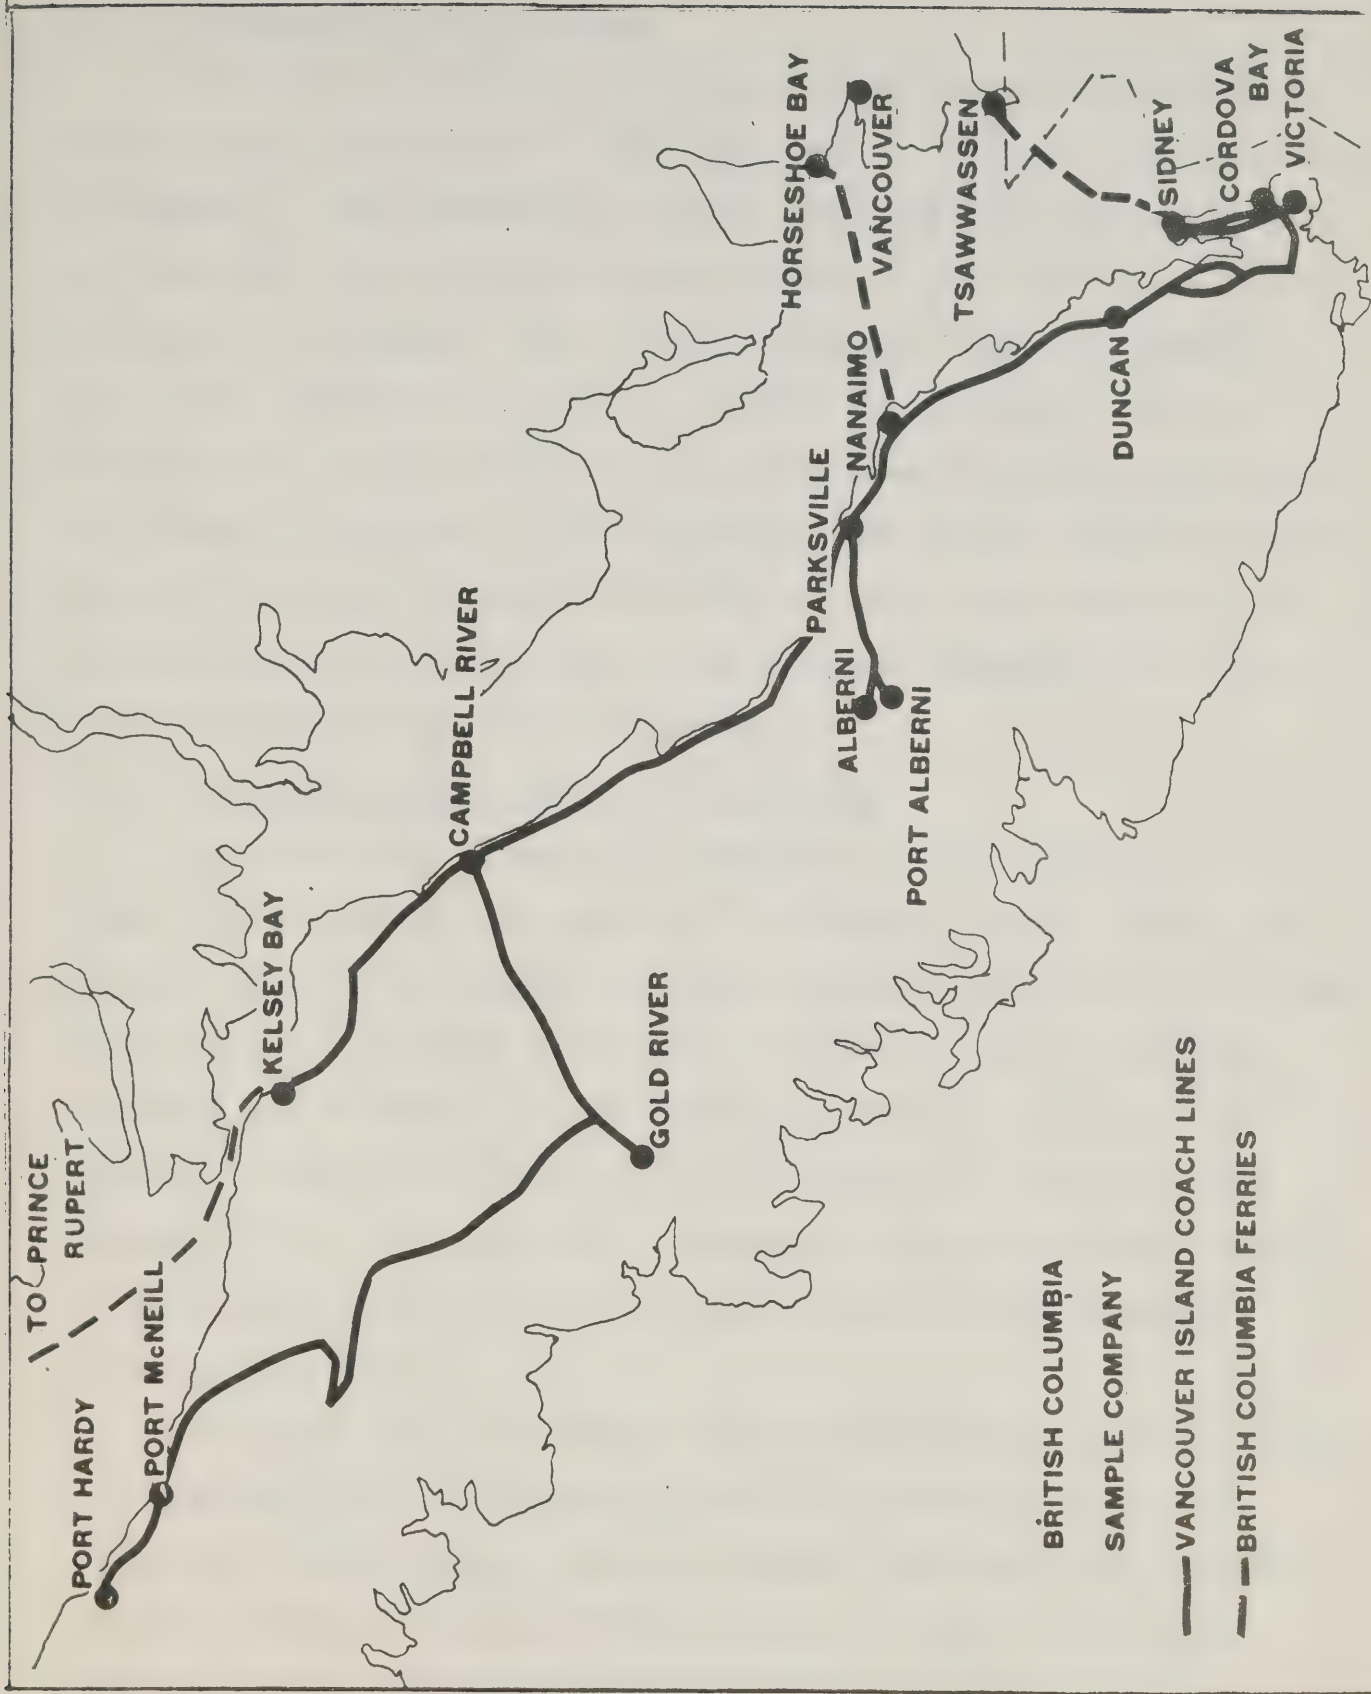 TO PRINCE
RUPERT
PORT HARDY
PORT McNEILL
KELSEY BAY
CAMPBELL RIVER
GOLD RIVER
PARKSVILLE
ALBERNI
PORT ALBERNI
HORSESHOE BAY
VANCOUVER
NANAIMO
TSAWWASSEN
DUNCAN
SIDNEY
CORDOVA
BAY
VICTORIA
BRITISH COLUMBIA
SAMPLE COMPANY
VANCOUVER ISLAND COACH LINES
BRITISH COLUMBIA FERRIES